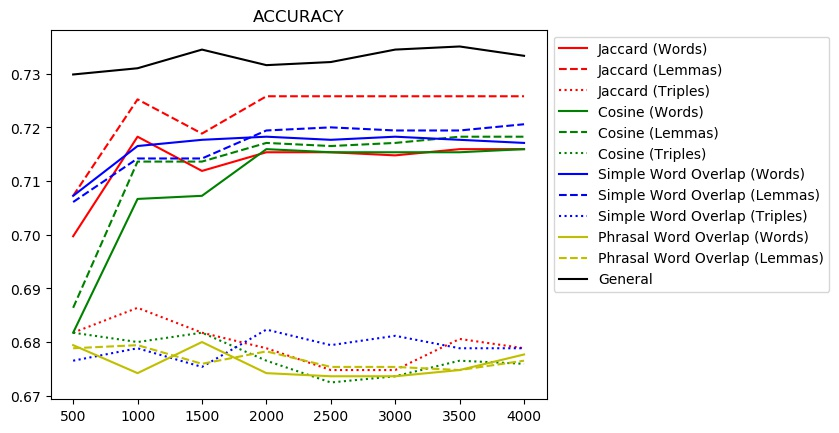 ACCURACY
0.73
0.72
0.71
0.70
0.69
0.68
0.67
500 1000 1500 2000 2500 3000 3500 4000
Jaccard (Words)
Jaccard (Lemmas)
Jaccard (Triples)
Cosine (Words)
Cosine (Lemmas)
Cosine (Triples)
Simple Word Overlap (Words)
Simple Word Overlap (Lemmas)
Simple Word Overlap (Triples)
Phrasal Word Overlap (Words)
Phrasal Word Overlap (Lemmas)
General